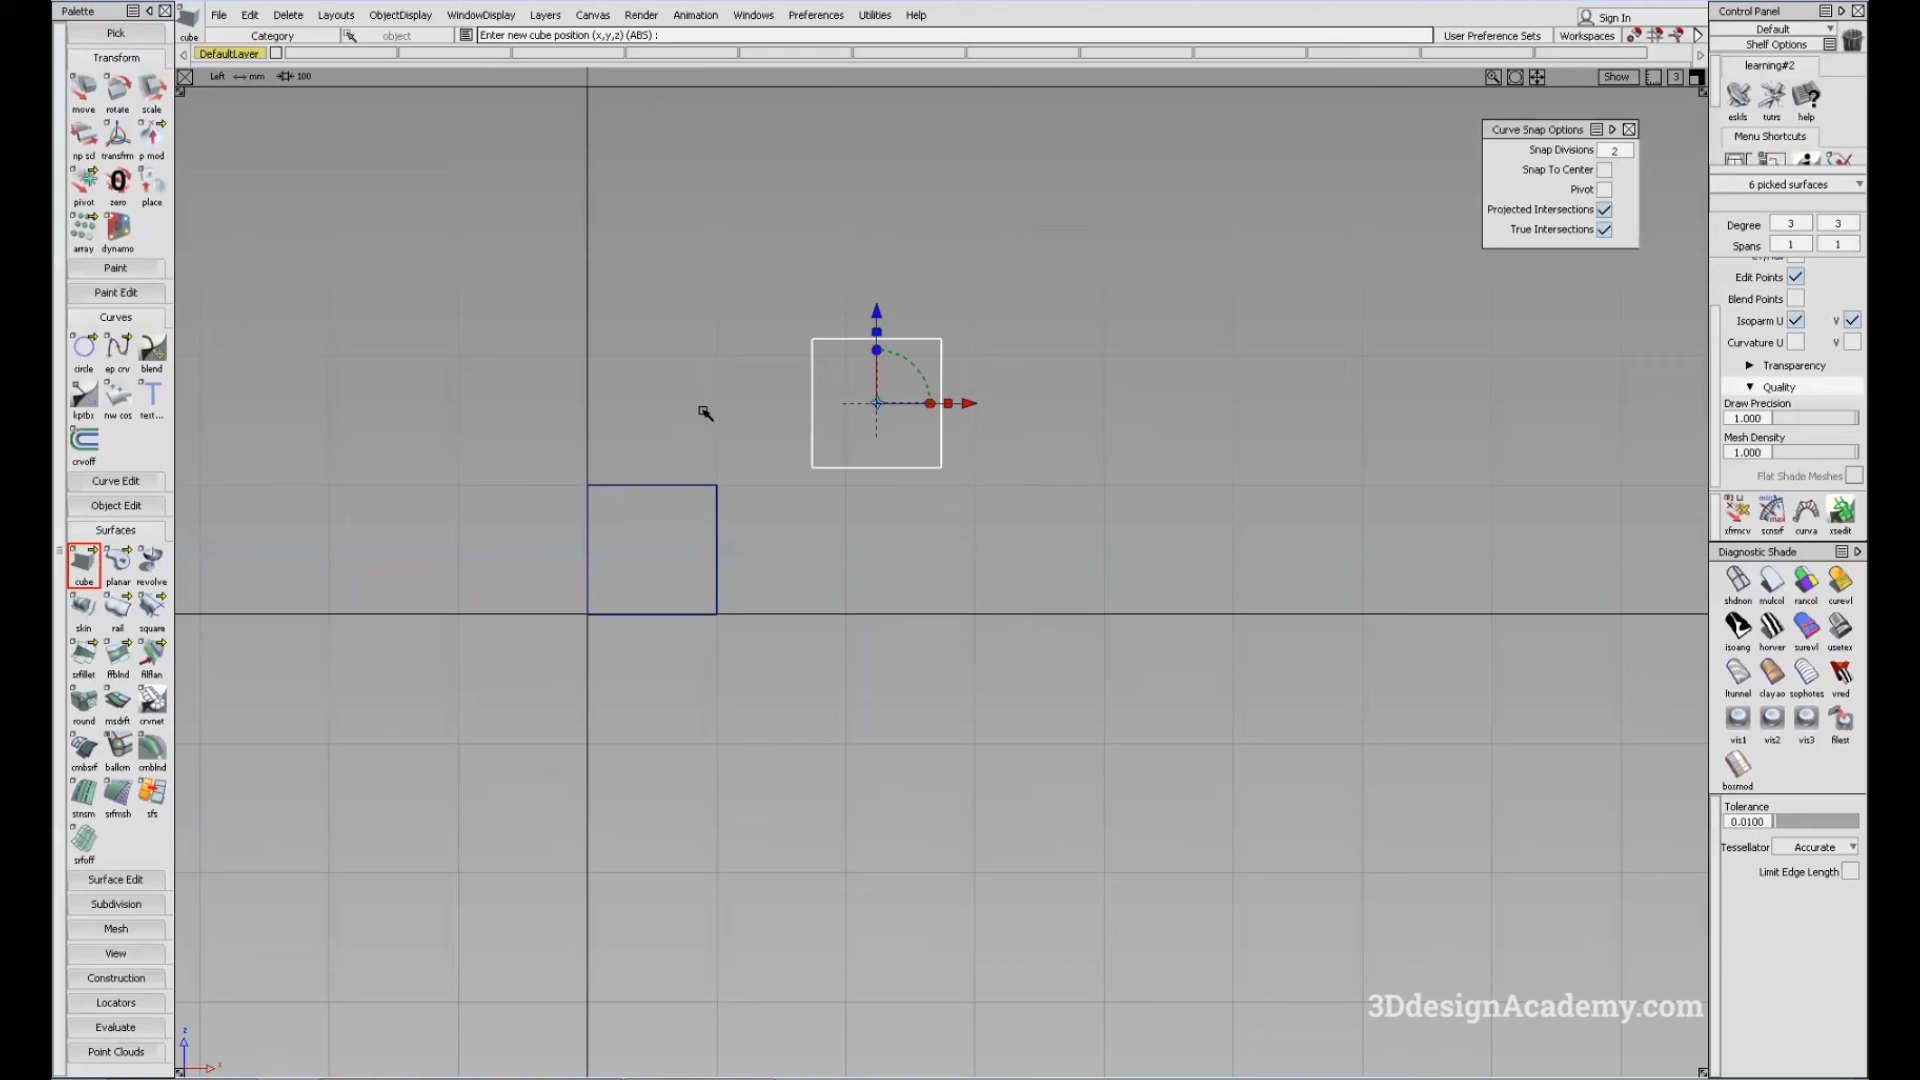 Palette
File Edit Delete Layouts ObjectDisplay WindowDisplay Layers Canvas Render Animation Windows Preferences Utilities Help
Sign In
Control Panel
Pick
cube Category object Enter new cube position (x,y,z) (ABS) : User Preference Sets Workspaces
Default
Shelf Options
DefaultLayer
Transform
Left mm 100
Show 3
learning#2
move rotate scale
eskls tutrs help
Curve Snap Options
Menu Shortcuts
Snap Divisions 2
Snap To Center
Pivot
Projected Intersections
True Intersections
np scl transfrm p mod
6 picked surfaces
0
pivot zero place
Degree 3 3
Spans 1 1
array dynamo
Paint
Edit Points
Paint Edit
Blend Points
Curves
Isoparm U V
Curvature U V
circle ep crv blend
Transparency
Quality
T
kptbx nw cos text...
Draw Precision
1.000
Mesh Density
1.000
crvoff
Flat Shade Meshes
Curve Edit
Object Edit
Surfaces
xfrmcv scnsrf curva xsedit
Diagnostic Shade
cube planar revolve
shdnon mulcol rancol curevl
skin rail square
isoang horver surevl usetex
srfillet ffblnd filflan
ltunnel clayao sophotes vred
round msdrft crvnet
vis1 vis2 vis3 filest
cmbsrf ballcrn cmblnd
boxmod
stnsrn srfmsh sfs
Tolerance
0.0100
Tessellator Accurate
srfoff
Limit Edge Length
Surface Edit
Subdivision
Mesh
View
Construction
Locators
Evaluate
Point Clouds
3DdesignAcademy.com
z